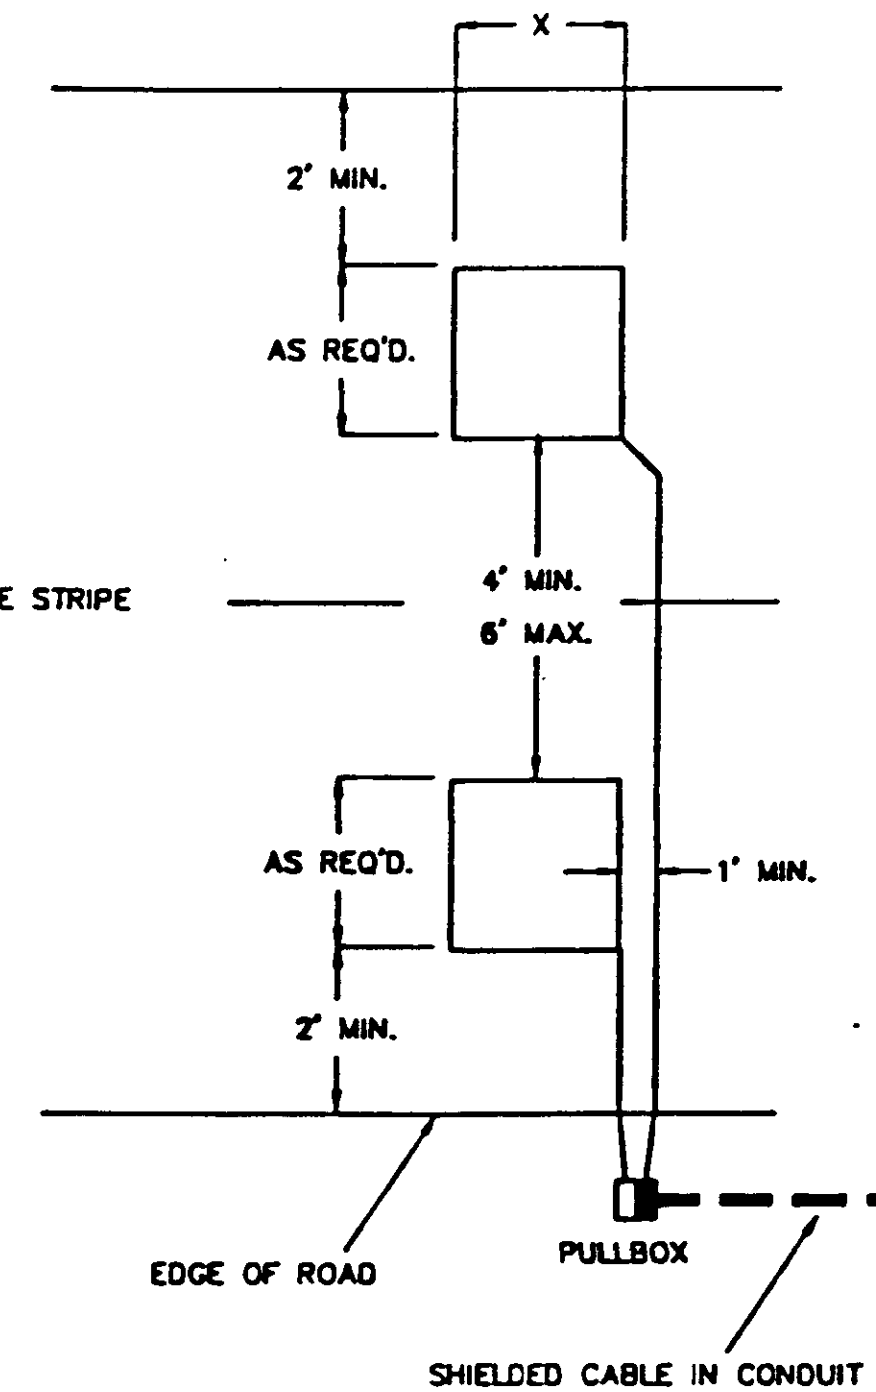 X
2' MIN.
AS REQ'D.
4' MIN.
6' MAX.
E STRIPE
AS REQ'D.
1' MIN.
2' MIN.
EDGE OF ROAD
PULLBOX
SHIELDED CABLE IN CONDUIT